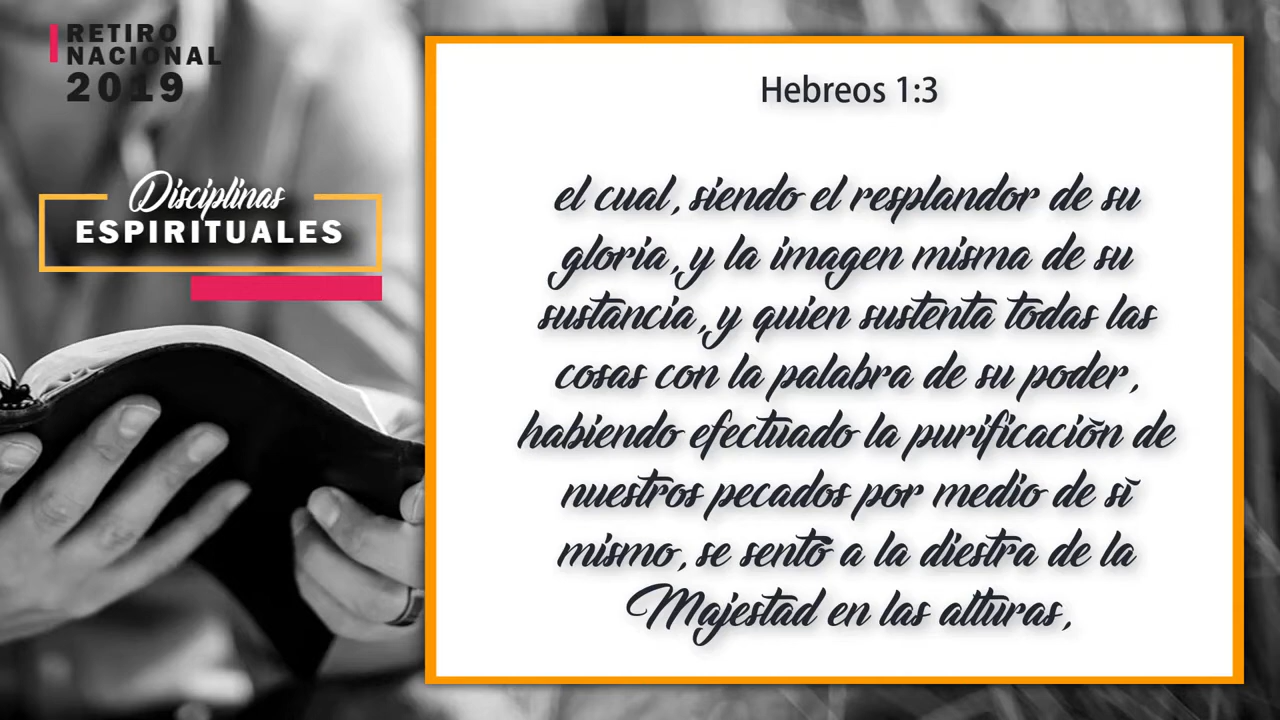 RETIRO
NACIONAL
2019
Disciplinas
ESPIRITUALES
Hebreos 1:3
el cual, siendo el resplandor de su
gloria, y la imagen misma de su
sustancia, y quien sustenta todas las
cosas con la palabra de su poder,
habiendo efectuado la purificación de
nuestros pecados por medio de sí
mismo, se sentó a la diestra de la
Majestad en las alturas,